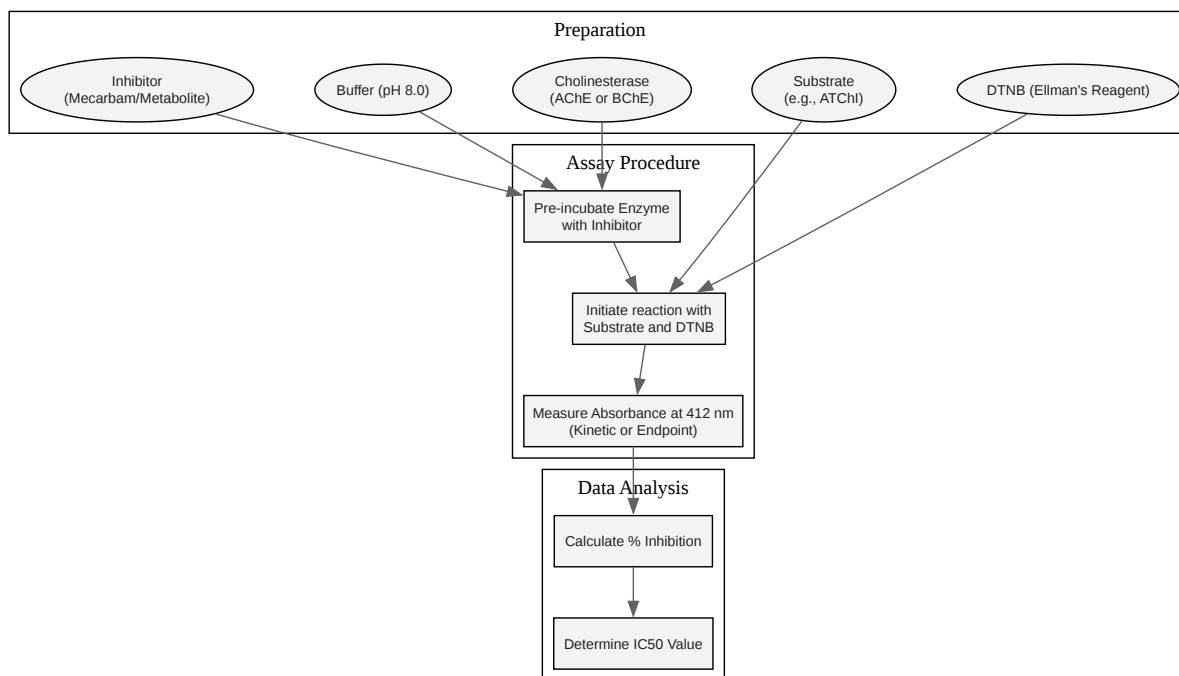 Preparation
Inhibitor
(Mecarbam/Metabolite)
Buffer (pH 8.0)
Cholinesterase
(AChE or BChE)
Substrate
(e.g., ATChI)
DTNB (Ellman's Reagent)
Assay Procedure
Pre-incubate Enzyme
with Inhibitor
Initiate reaction with
Substrate and DTNB
Measure Absorbance at 412 nm
(Kinetic or Endpoint)
Data Analysis
Calculate % Inhibition
Determine IC50 Value